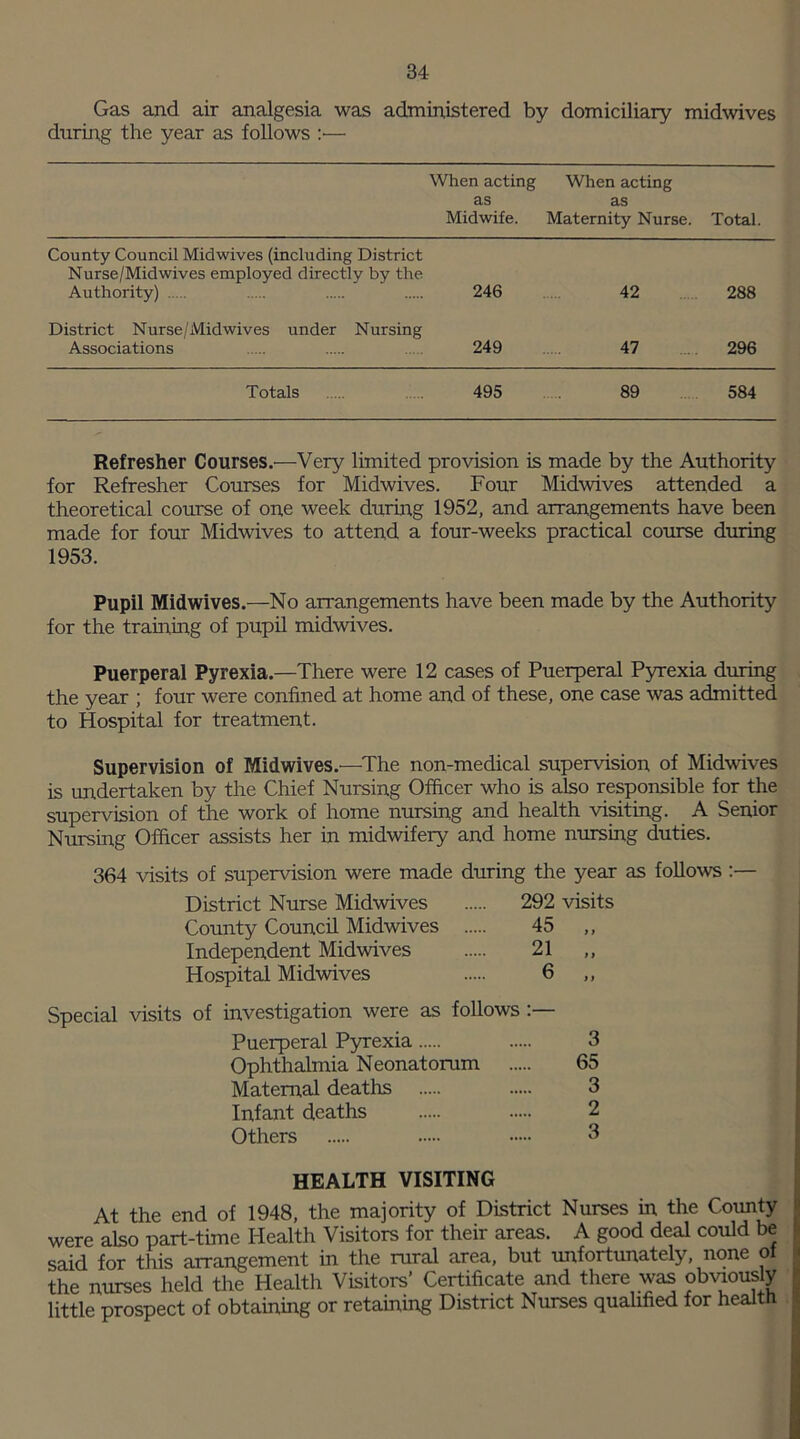 34
Gas and air analgesia was administered by domiciliary midwives
during the year as follows :—
When acting When acting
as as
Midwife. Maternity Nurse. Total.
County Council Midwives (including District
Nurse/Midwives employed directly by the
Authority) ..... ..... ..... ..... 246 ..... 42 ..... 288
District Nurse/Midwives under Nursing
Associations ..... ..... ..... 249 ..... 47 ..... 296
Totals ..... ..... 495 ..... 89 ..... 584
Refresher Courses.—Very limited provision is made by the Authority
for Refresher Courses for Midwives. Four Midwives attended a
theoretical course of one week during 1952, and arrangements have been
made for four Midwives to attend a four-weeks practical course during
1953.
Pupil Midwives.—No arrangements have been made by the Authority
for the training of pupil midwives.
Puerperal Pyrexia.—There were 12 cases of Puerperal Pyrexia during
the year ; four were confined at home and of these, one case was admitted
to Hospital for treatment.
Supervision of Midwives.—The non-medical supervision of Midwives
is undertaken by the Chief Nursing Officer who is also responsible for the
supervision of the work of home nursing and health visiting. A Senior
Nursing Officer assists her in midwifery and home nursing duties.
364 visits of supervision were made during the year as follows :—
District Nurse Midwives ..... 292 visits
County Council Midwives ..... 45 ,,
Independent Midwives ..... 21 ,,
Hospital Midwives ..... 6 ,,
Special visits of investigation were as follows :—
Puerperal Pyrexia ..... ..... 3
Ophthalmia Neonatorum ..... 65
Maternal deaths ..... ..... 3
Infant deaths ..... ..... 2
Others ..... ..... ..... 3
HEALTH VISITING
At the end of 1948, the majority of District Nurses in the County
were also part-time Health Visitors for their areas. A good deal could be
said for this arrangement in the rural area, but unfortunately, none of
the nurses held the Health Visitors' Certificate and there was obviously
little prospect of obtaining or retaining District Nurses qualified for health